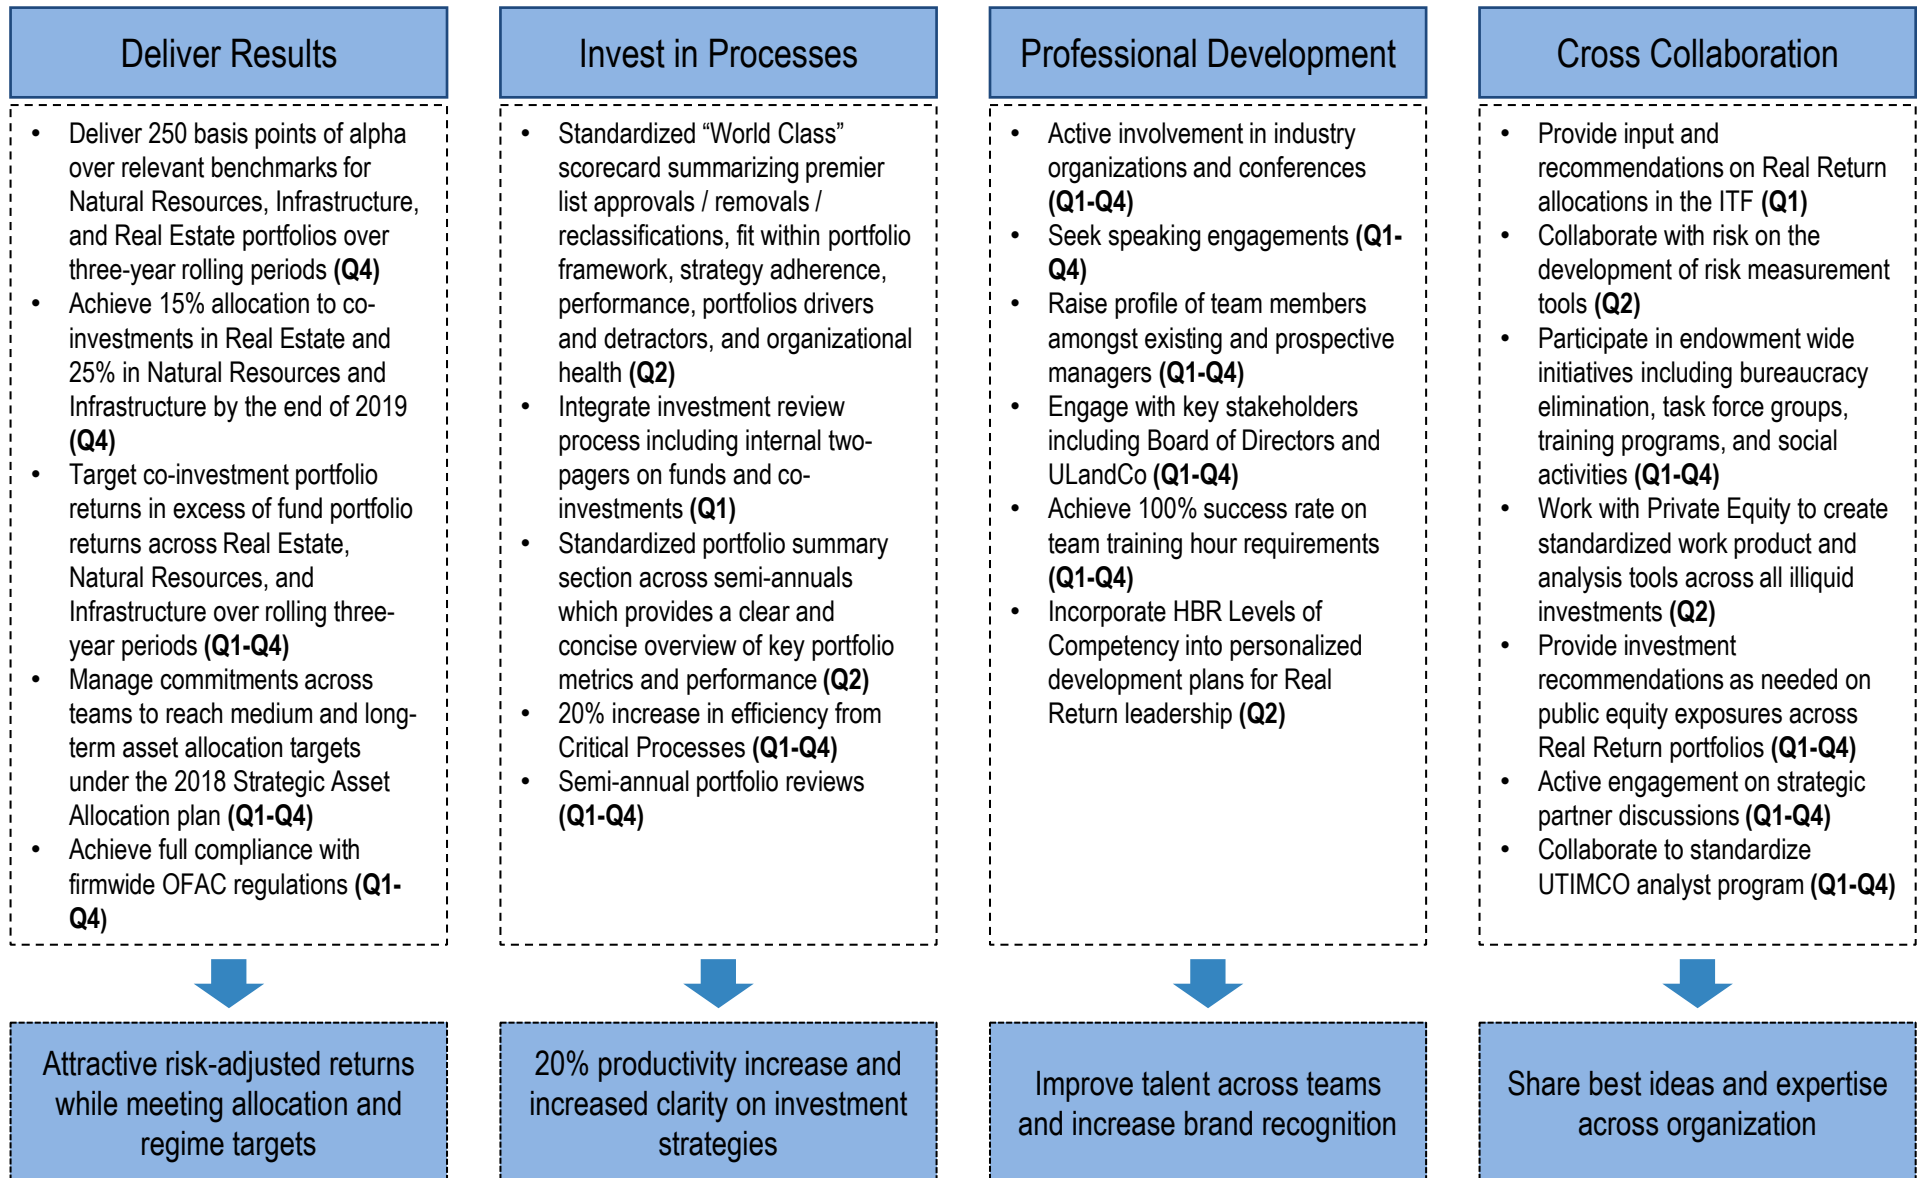 Deliver Results
• Deliver 250 basis points of alpha
over relevant benchmarks for
Natural Resources, Infrastructure,
and Real Estate portfolios over
three-year rolling periods (Q4)
• Achieve 15% allocation to co-
investments in Real Estate and
25% in Natural Resources and
Infrastructure by the end of 2019
(Q4)
• Target co-investment portfolio
returns in excess of fund portfolio
returns across Real Estate,
Natural Resources, and
Infrastructure over rolling three-
year periods (Q1-Q4)
• Manage commitments across
teams to reach medium and long-
term asset allocation targets
under the 2018 Strategic Asset
Allocation plan (Q1-Q4)
• Achieve full compliance with
firmwide OFAC regulations (Q1-
Q4)
Attractive risk-adjusted returns
while meeting allocation and
regime targets
Invest in Processes
• Standardized “World Class”
scorecard summarizing premier
list approvals / removals /
reclassifications, fit within portfolio
framework, strategy adherence,
performance, portfolios drivers
and detractors, and organizational
health (Q2)
• Integrate investment review
process including internal two-
pagers on funds and co-
investments (Q1)
• Standardized portfolio summary
section across semi-annuals
which provides a clear and
concise overview of key portfolio
metrics and performance (Q2)
• 20% increase in efficiency from
Critical Processes (Q1-Q4)
• Semi-annual portfolio reviews
(Q1-Q4)
20% productivity increase and
increased clarity on investment
strategies
Professional Development
• Active involvement in industry
organizations and conferences
(Q1-Q4)
• Seek speaking engagements (Q1-
Q4)
• Raise profile of team members
amongst existing and prospective
managers (Q1-Q4)
• Engage with key stakeholders
including Board of Directors and
ULandCo (Q1-Q4)
• Achieve 100% success rate on
team training hour requirements
(Q1-Q4)
• Incorporate HBR Levels of
Competency into personalized
development plans for Real
Return leadership (Q2)
Improve talent across teams
and increase brand recognition
Cross Collaboration
• Provide input and
recommendations on Real Return
allocations in the ITF (Q1)
• Collaborate with risk on the
development of risk measurement
tools (Q2)
• Participate in endowment wide
initiatives including bureaucracy
elimination, task force groups,
training programs, and social
activities (Q1-Q4)
• Work with Private Equity to create
standardized work product and
analysis tools across all illiquid
investments (Q2)
• Provide investment
recommendations as needed on
public equity exposures across
Real Return portfolios (Q1-Q4)
• Active engagement on strategic
partner discussions (Q1-Q4)
• Collaborate to standardize
UTIMCO analyst program (Q1-Q4)
Share best ideas and expertise
across organization